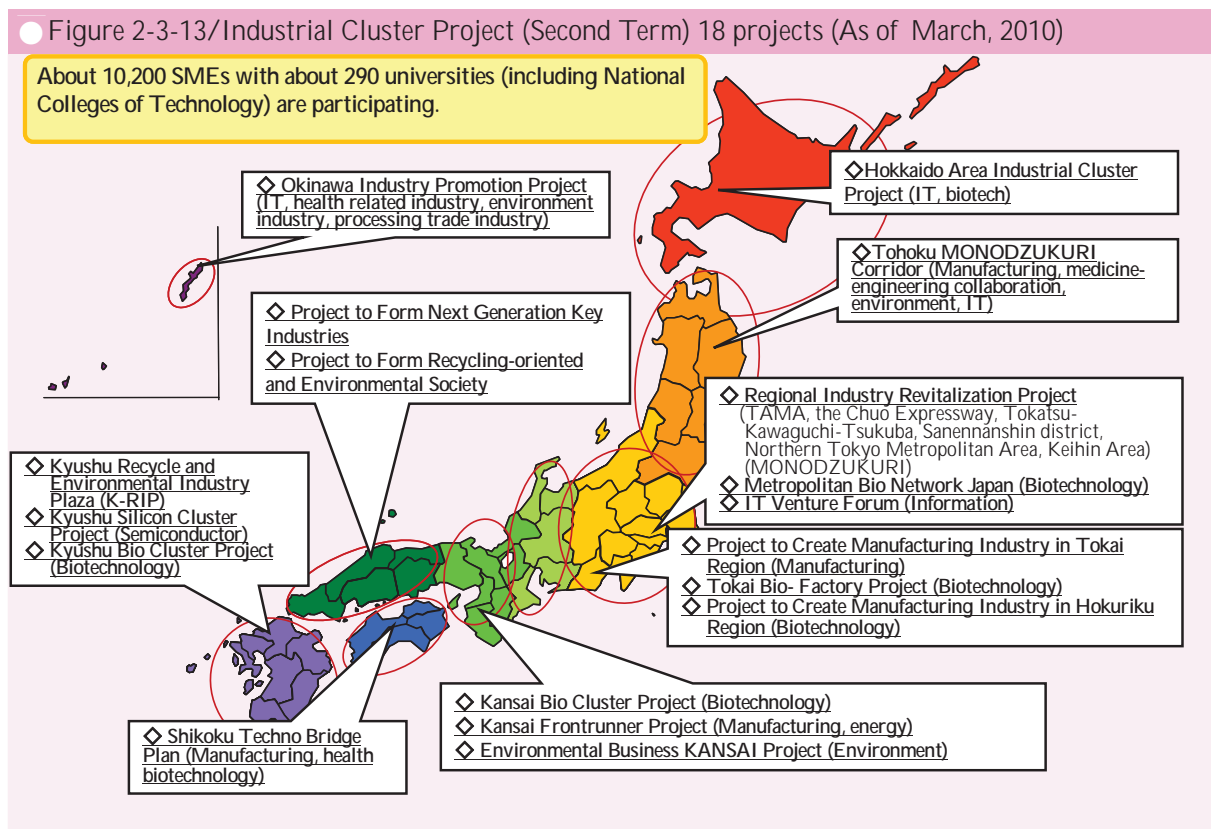 Figure 2-3-13/Industrial Cluster Project (Second Term) 18 projects (As of March, 2010)
About 10,200 SMEs with about 290 universities (including National
Colleges of Technology) are participating.
◇Hokkaido Area Industrial Cluster
Project (IT, biotech)
◇ Okinawa Industry Promotion Project
(IT, health related industry, environment
industry, processing trade industry)
◇Tohoku MONODZUKURI
Corridor (Manufacturing, medicine-
engineering collaboration,
environment, IT)
◇ Project to Form Next Generation Key
Industries
◇ Project to Form Recycling-oriented
and Environmental Society
◇ Regional Industry Revitalization Project
(TAMA, the Chuo Expressway, Tokatsu-
Kawaguchi-Tsukuba, Sanennanshin district,
Northern Tokyo Metropolitan Area, Keihin Area)
(MONODZUKURI)
◇ Metropolitan Bio Network Japan (Biotechnology)
◇ IT Venture Forum (Information)
◇ Kyushu Recycle and
Environmental Industry
Plaza (K-RIP)
◇ Kyushu Silicon Cluster
Project (Semiconductor)
◇ Kyushu Bio Cluster Project
(Biotechnology)
◇ Project to Create Manufacturing Industry in Tokai
Region (Manufacturing)
◇ Tokai Bio- Factory Project (Biotechnology)
◇ Project to Create Manufacturing Industry in Hokuriku
Region (Biotechnology)
◇ Kansai Bio Cluster Project (Biotechnology)
◇ Kansai Frontrunner Project (Manufacturing, energy)
◇ Environmental Business KANSAI Project (Environment)
◇ Shikoku Techno Bridge
Plan (Manufacturing, health
biotechnology)